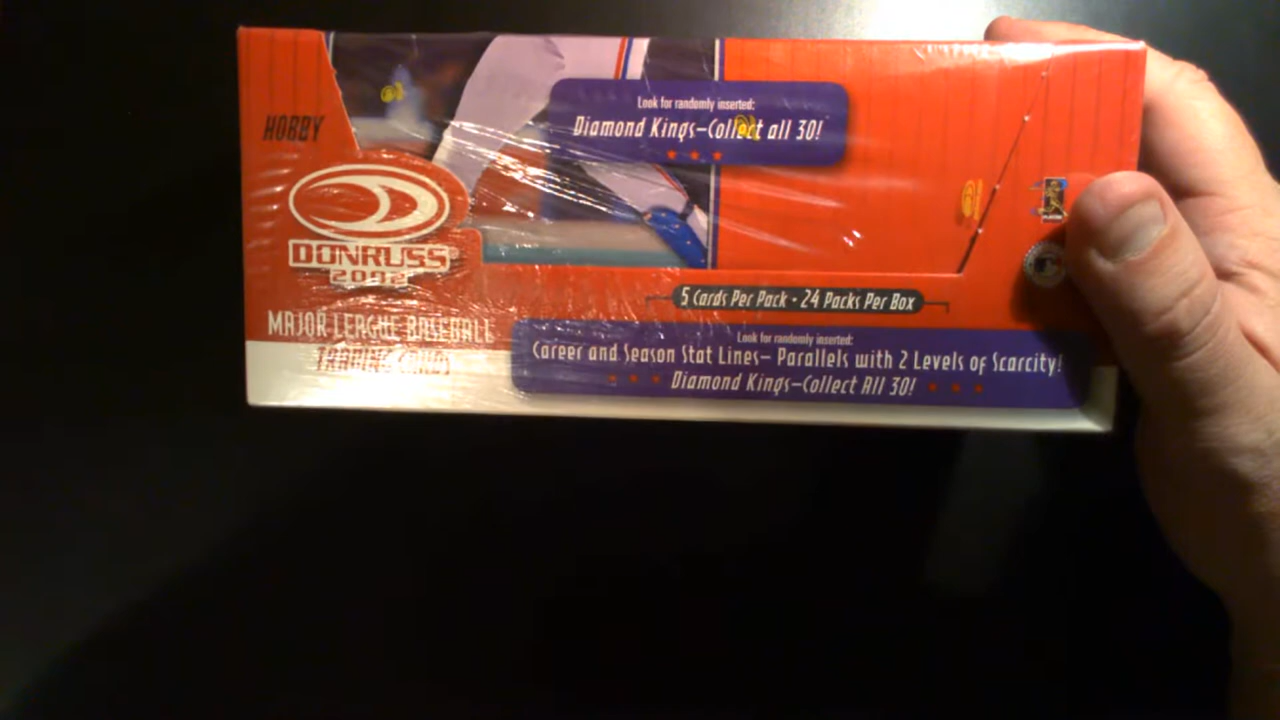 Look for randomly inserted:
Diamond Kings—Collect all 30!
HOBBY
DONRUSS
2002
5 Cards Per Pack • 24 Packs Per Box
MAJOR LEAGUE BASEBALL
TRADING CARDS
Look for randomly inserted:
Career and Season Stat Lines— Parallels with 2 Levels of Scarcity!
Diamond Kings—Collect All 30!